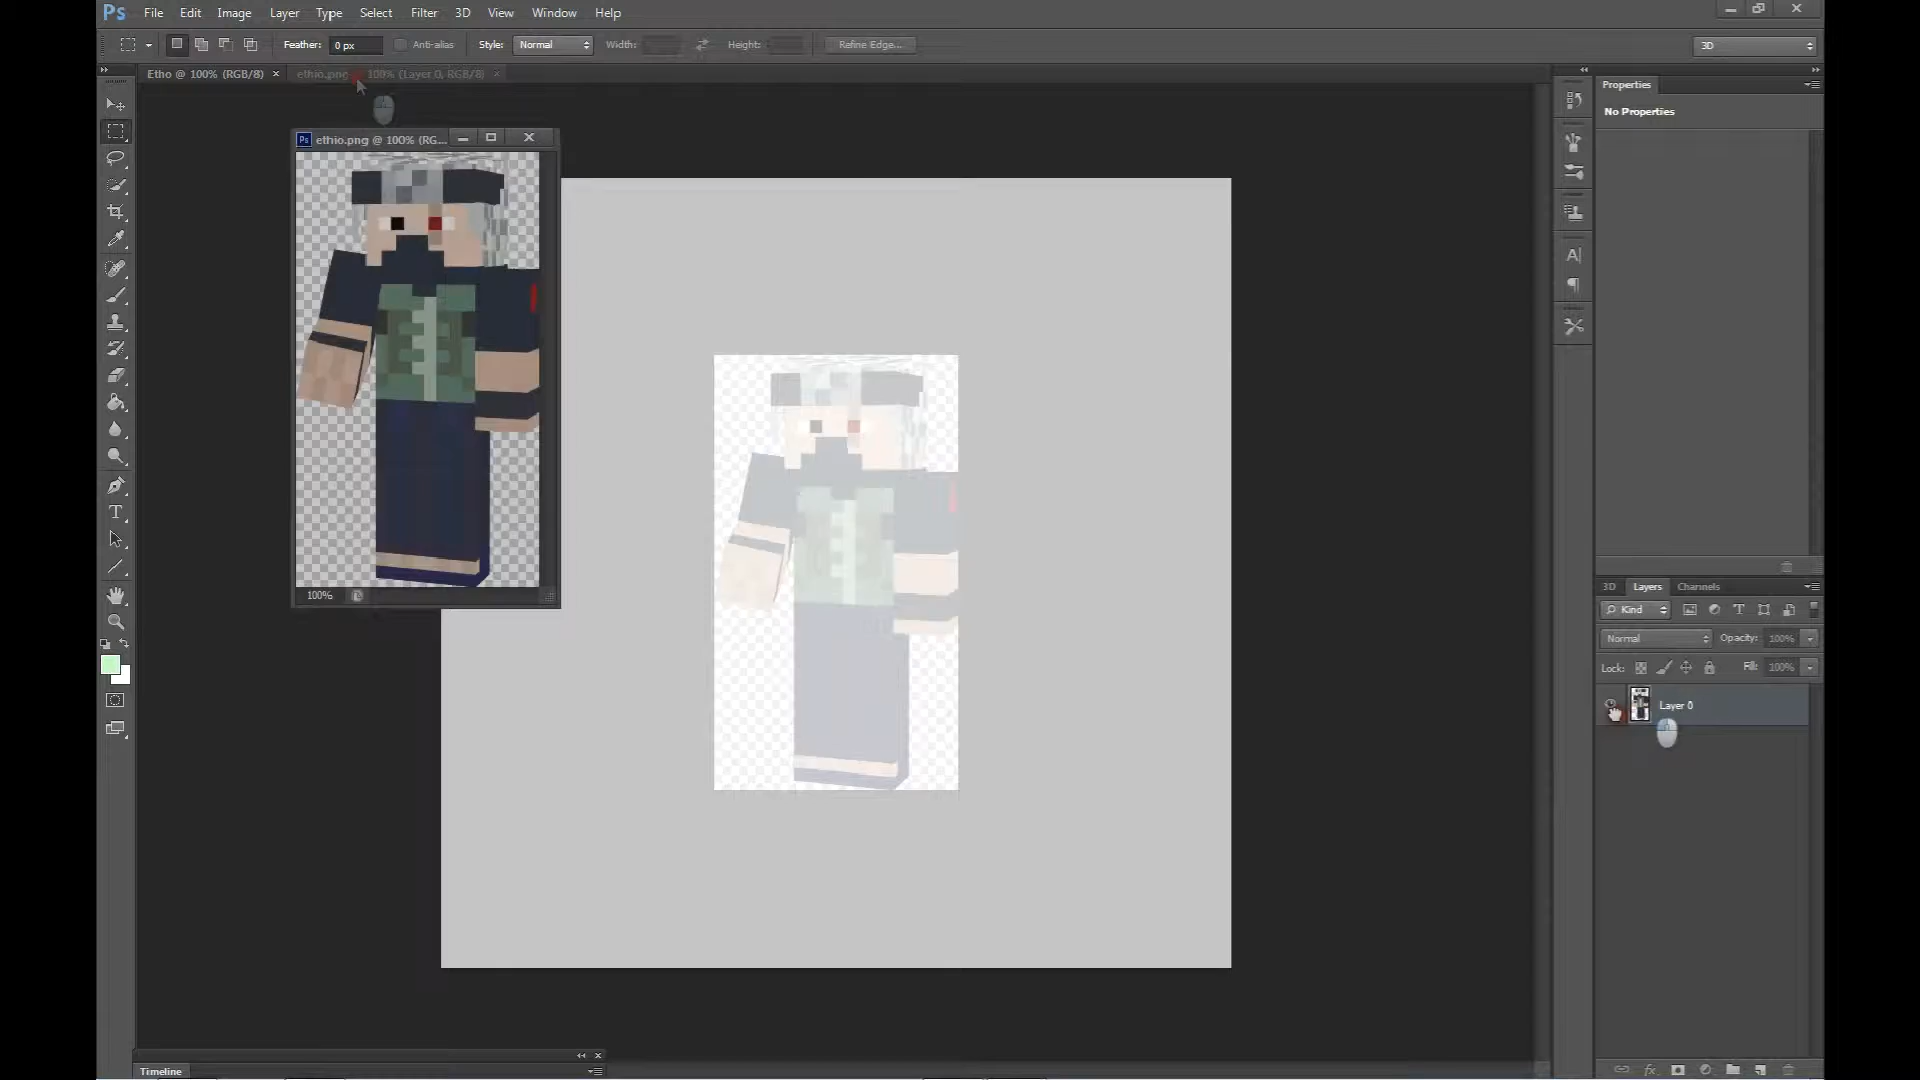 Ps File Edit Image Layer Type Select Filter 3D View Window Help
Feather: 0 px Anti-alias Style: Normal Width: Height: Refine Edge... 3D
Etho @ 100% (RGB/8) × ethio.png @ 100% (Layer 0, RGB/8) ×
Properties
No Properties
Ps ethio.png @ 100% (RG...
100%
3D Layers Channels
Kind
Normal Opacity: 100%
Lock: Fill: 100%
Layer 0
Timeline